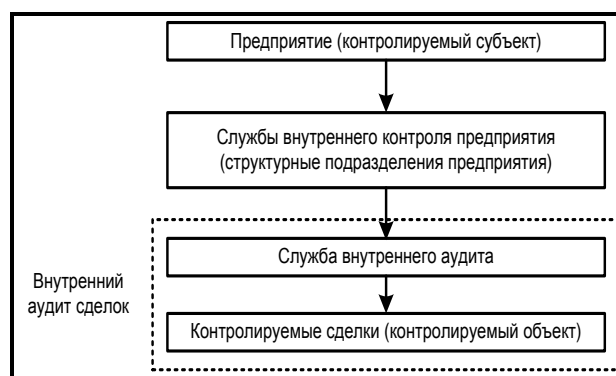 Предприятие (контролируемый субъект)
Службы внутреннего контроля предприятия
(структурные подразделения предприятия)
Служба внутреннего аудита
Внутренний
аудит сделок
Контролируемые сделки (контролируемый объект)